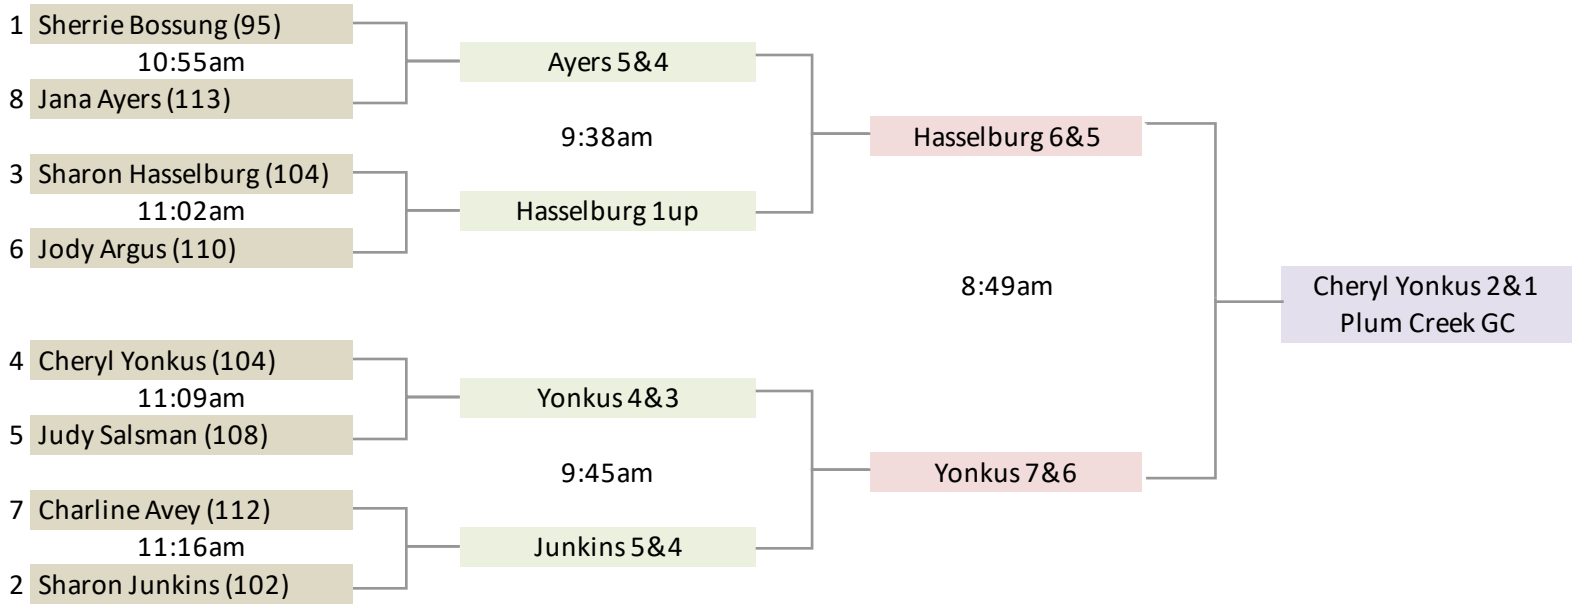 1 Sherrie Bossung (95)
10:55am
8 Jana Ayers (113)
3 Sharon Hasselburg (104)
11:02am
6 Jody Argus (110)
4 Cheryl Yonkus (104)
11:09am
5 Judy Salsman (108)
7 Charline Avey (112)
11:16am
2 Sharon Junkins (102)
Ayers 5&4
9:38am
Hasselburg 1up
Yonkus 4&3
9:45am
Junkins 5&4
Hasselburg 6&5
8:49am
Yonkus 7&6
Cheryl Yonkus 2&1
Plum Creek GC